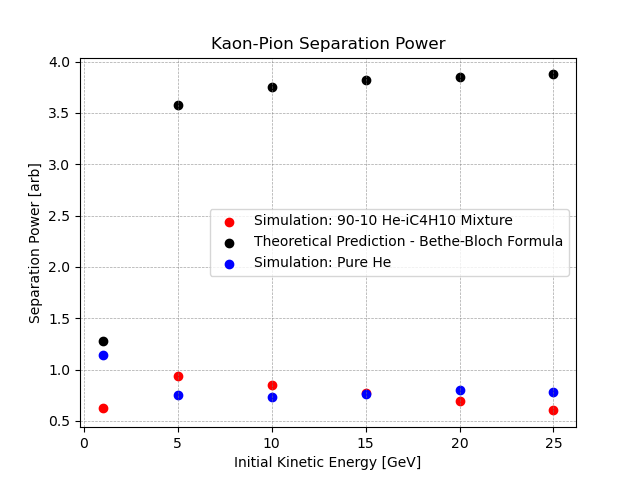 Kaon-Pion Separation Power
Separation Power [arb]
4.0
3.5
3.0
2.5
2.0
1.5
1.0
0.5
Simulation: 90-10 He-iC4H10 Mixture
Theoretical Prediction - Bethe-Bloch Formula
Simulation: Pure He
0 5 10 15 20 25
Initial Kinetic Energy [GeV]